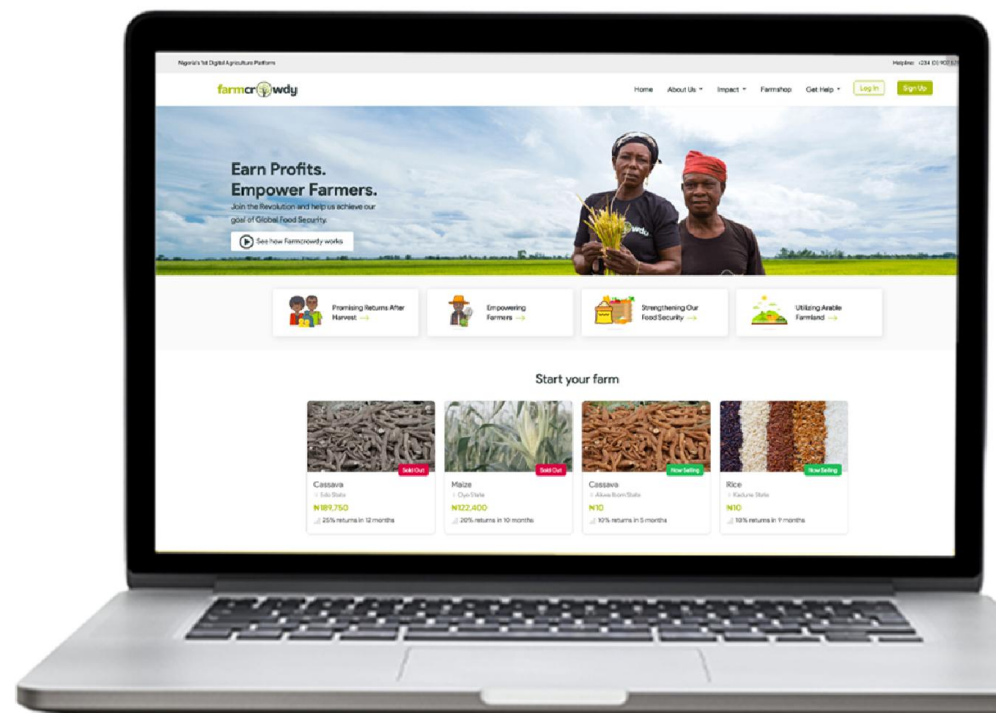 Nigeria's 1st Digital Agriculture Platform
Helpline: +234 (0)
farmcrowdy
Home About Us Impact Farmshop Get Help Log In Sign Up
Earn Profits.
Empower Farmers.
Join the Revolution and help us achieve our
goal of Global Food Security.
See how Farmcrowdy works
wdy
Promising Returns After
Harvest →
Empowering
Farmers →
Strengthening Our
Food Security →
Utilizing Arable
Farmland →
Start your farm
Sold Out
Cassava
Edo State
₦189,750
25% returns in 12 months
Sold Out
Maize
Oyo State
₦122,400
20% returns in 10 months
Now Selling
Cassava
Akwa Ibom State
₦10
10% returns in 5 months
Now Selling
Rice
Kaduna State
₦10
returns in 9 months